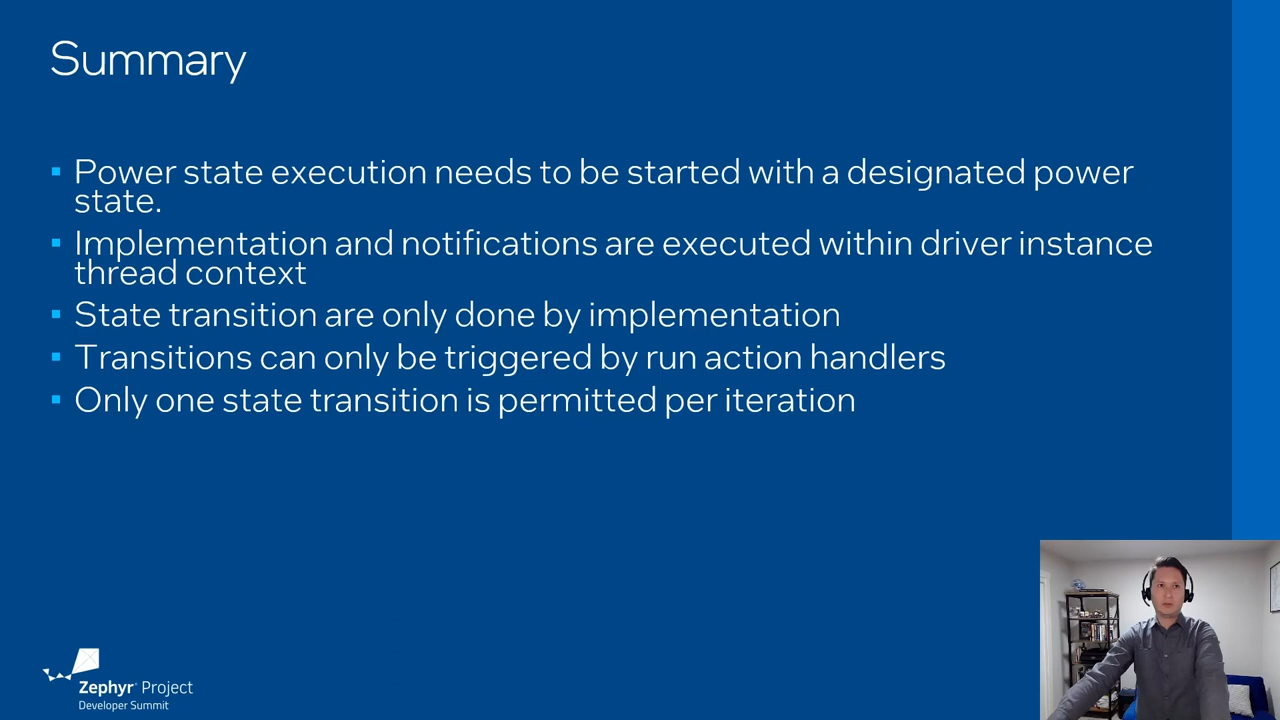 Summary
Power state execution needs to be started with a designated power
state.
Implementation and notifications are executed within driver instance
thread context
State transition are only done by implementation
Transitions can only be triggered by run action handlers
Only one state transition is permitted per iteration
Zephyr® Project
Developer Summit